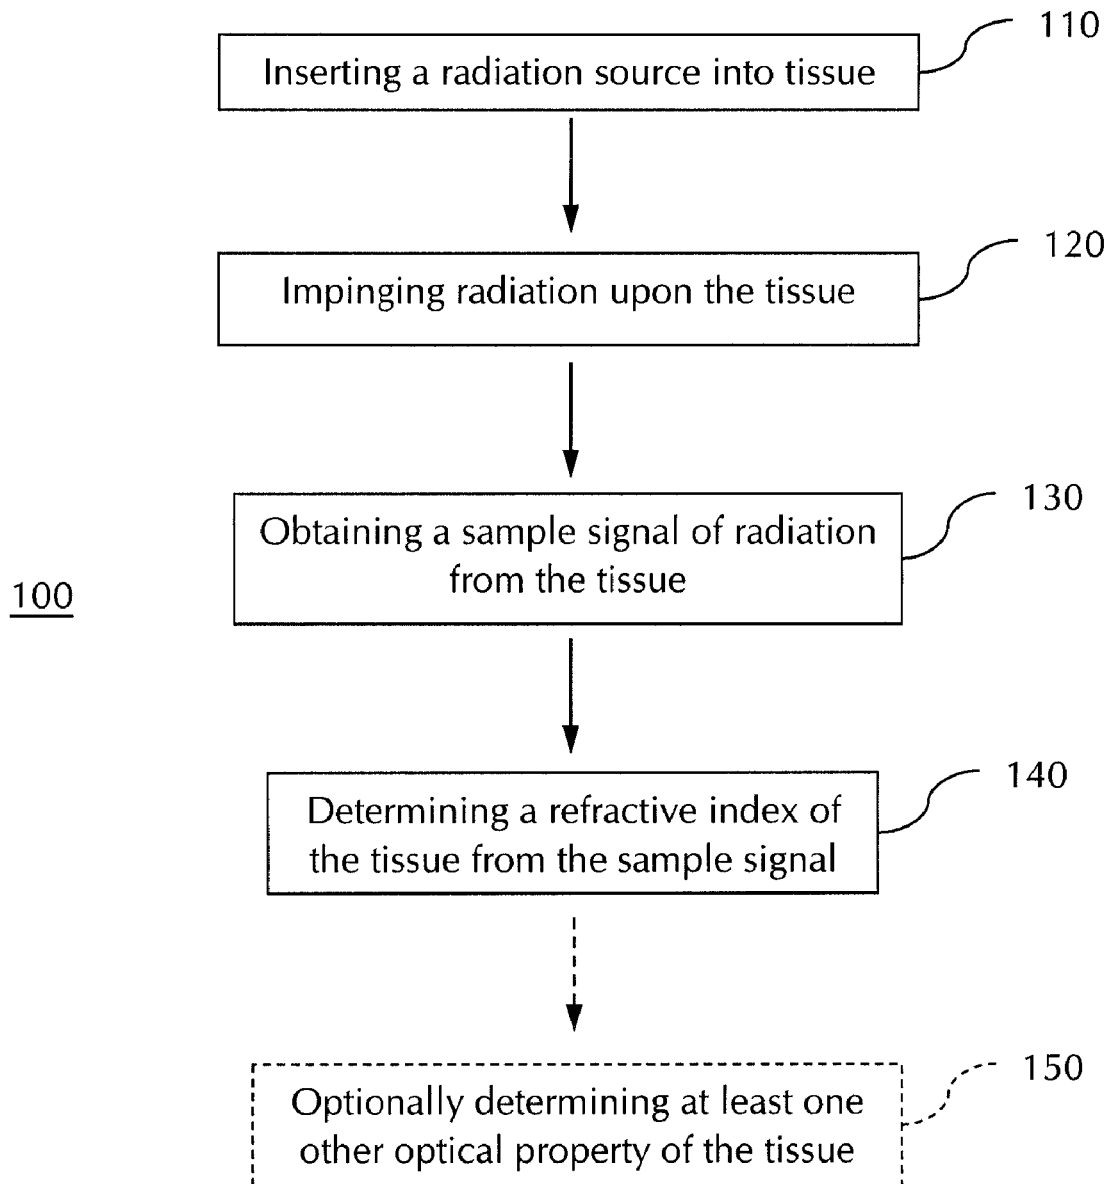 110
Inserting a radiation source into tissue
120
Impinging radiation upon the tissue
130
Obtaining a sample signal of radiation
from the tissue
100
140
Determining a refractive index of
the tissue from the sample signal
150
Optionally determining at least one
other optical property of the tissue